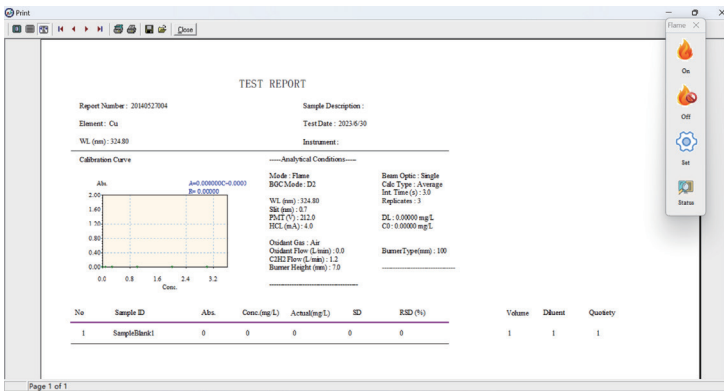 Print
Flame
Close
On
Off
Set
Status
TEST REPORT
Report Number : 20140527004
Sample Description :
Element : Cu
Test Date : 2023/6/30
WL (nm) : 324.80
Instrument :
Calibration Curve
-----Analytical Conditions-----
Mode : Flame
Beam Optic : Single
BGC Mode : D2
Calc Type : Average
Int. Time (s) : 3.0
WL (nm) : 324.80
Replicates : 3
Slit (nm) : 0.7
PMT (V) : 212.0
DL : 0.00000 mg/L
HCL (mA) : 4.0
C0 : 0.00000 mg/L
Oxidant Gas : Air
Oxidant Flow (L/min) : 0.0
BurnerType(mm) : 100
C2H2 Flow (L/min) : 1.2
Burner Height (mm) : 7.0
Abs.
A=0.000000C+0.0000
R= 0.00000
2.00
1.60
1.20
0.80
0.40
0.00
0.0 0.8 1.6 2.4 3.2
Conc.
No Sample ID Abs. Conc.(mg/L) Actual(mg/L) SD RSD (%) Volume Diluent Quotiety
1 SampleBlank1 0 0 0 0 0 1 1 1
Page 1 of 1